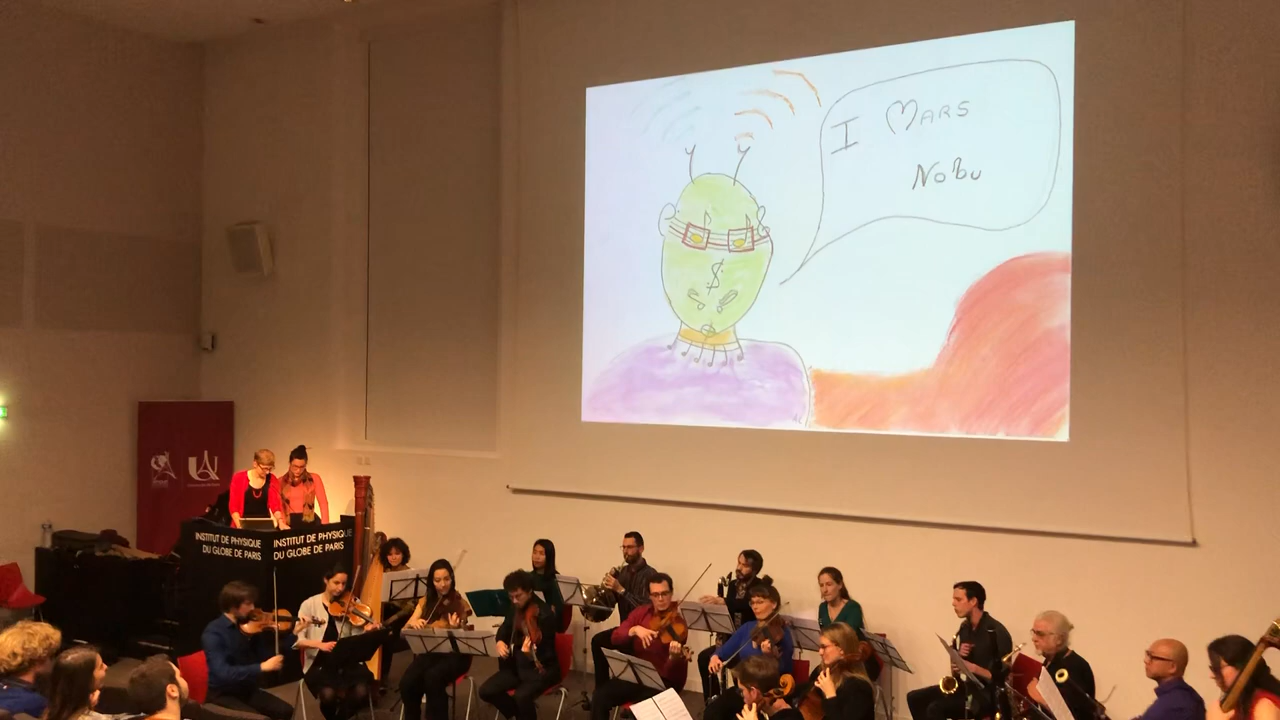 I MARS
Nobu
INSTITUT DE PHYSIQUE
DU GLOBE DE PARIS
INSTITUT DE PHYSIQUE
DU GLOBE DE PARIS